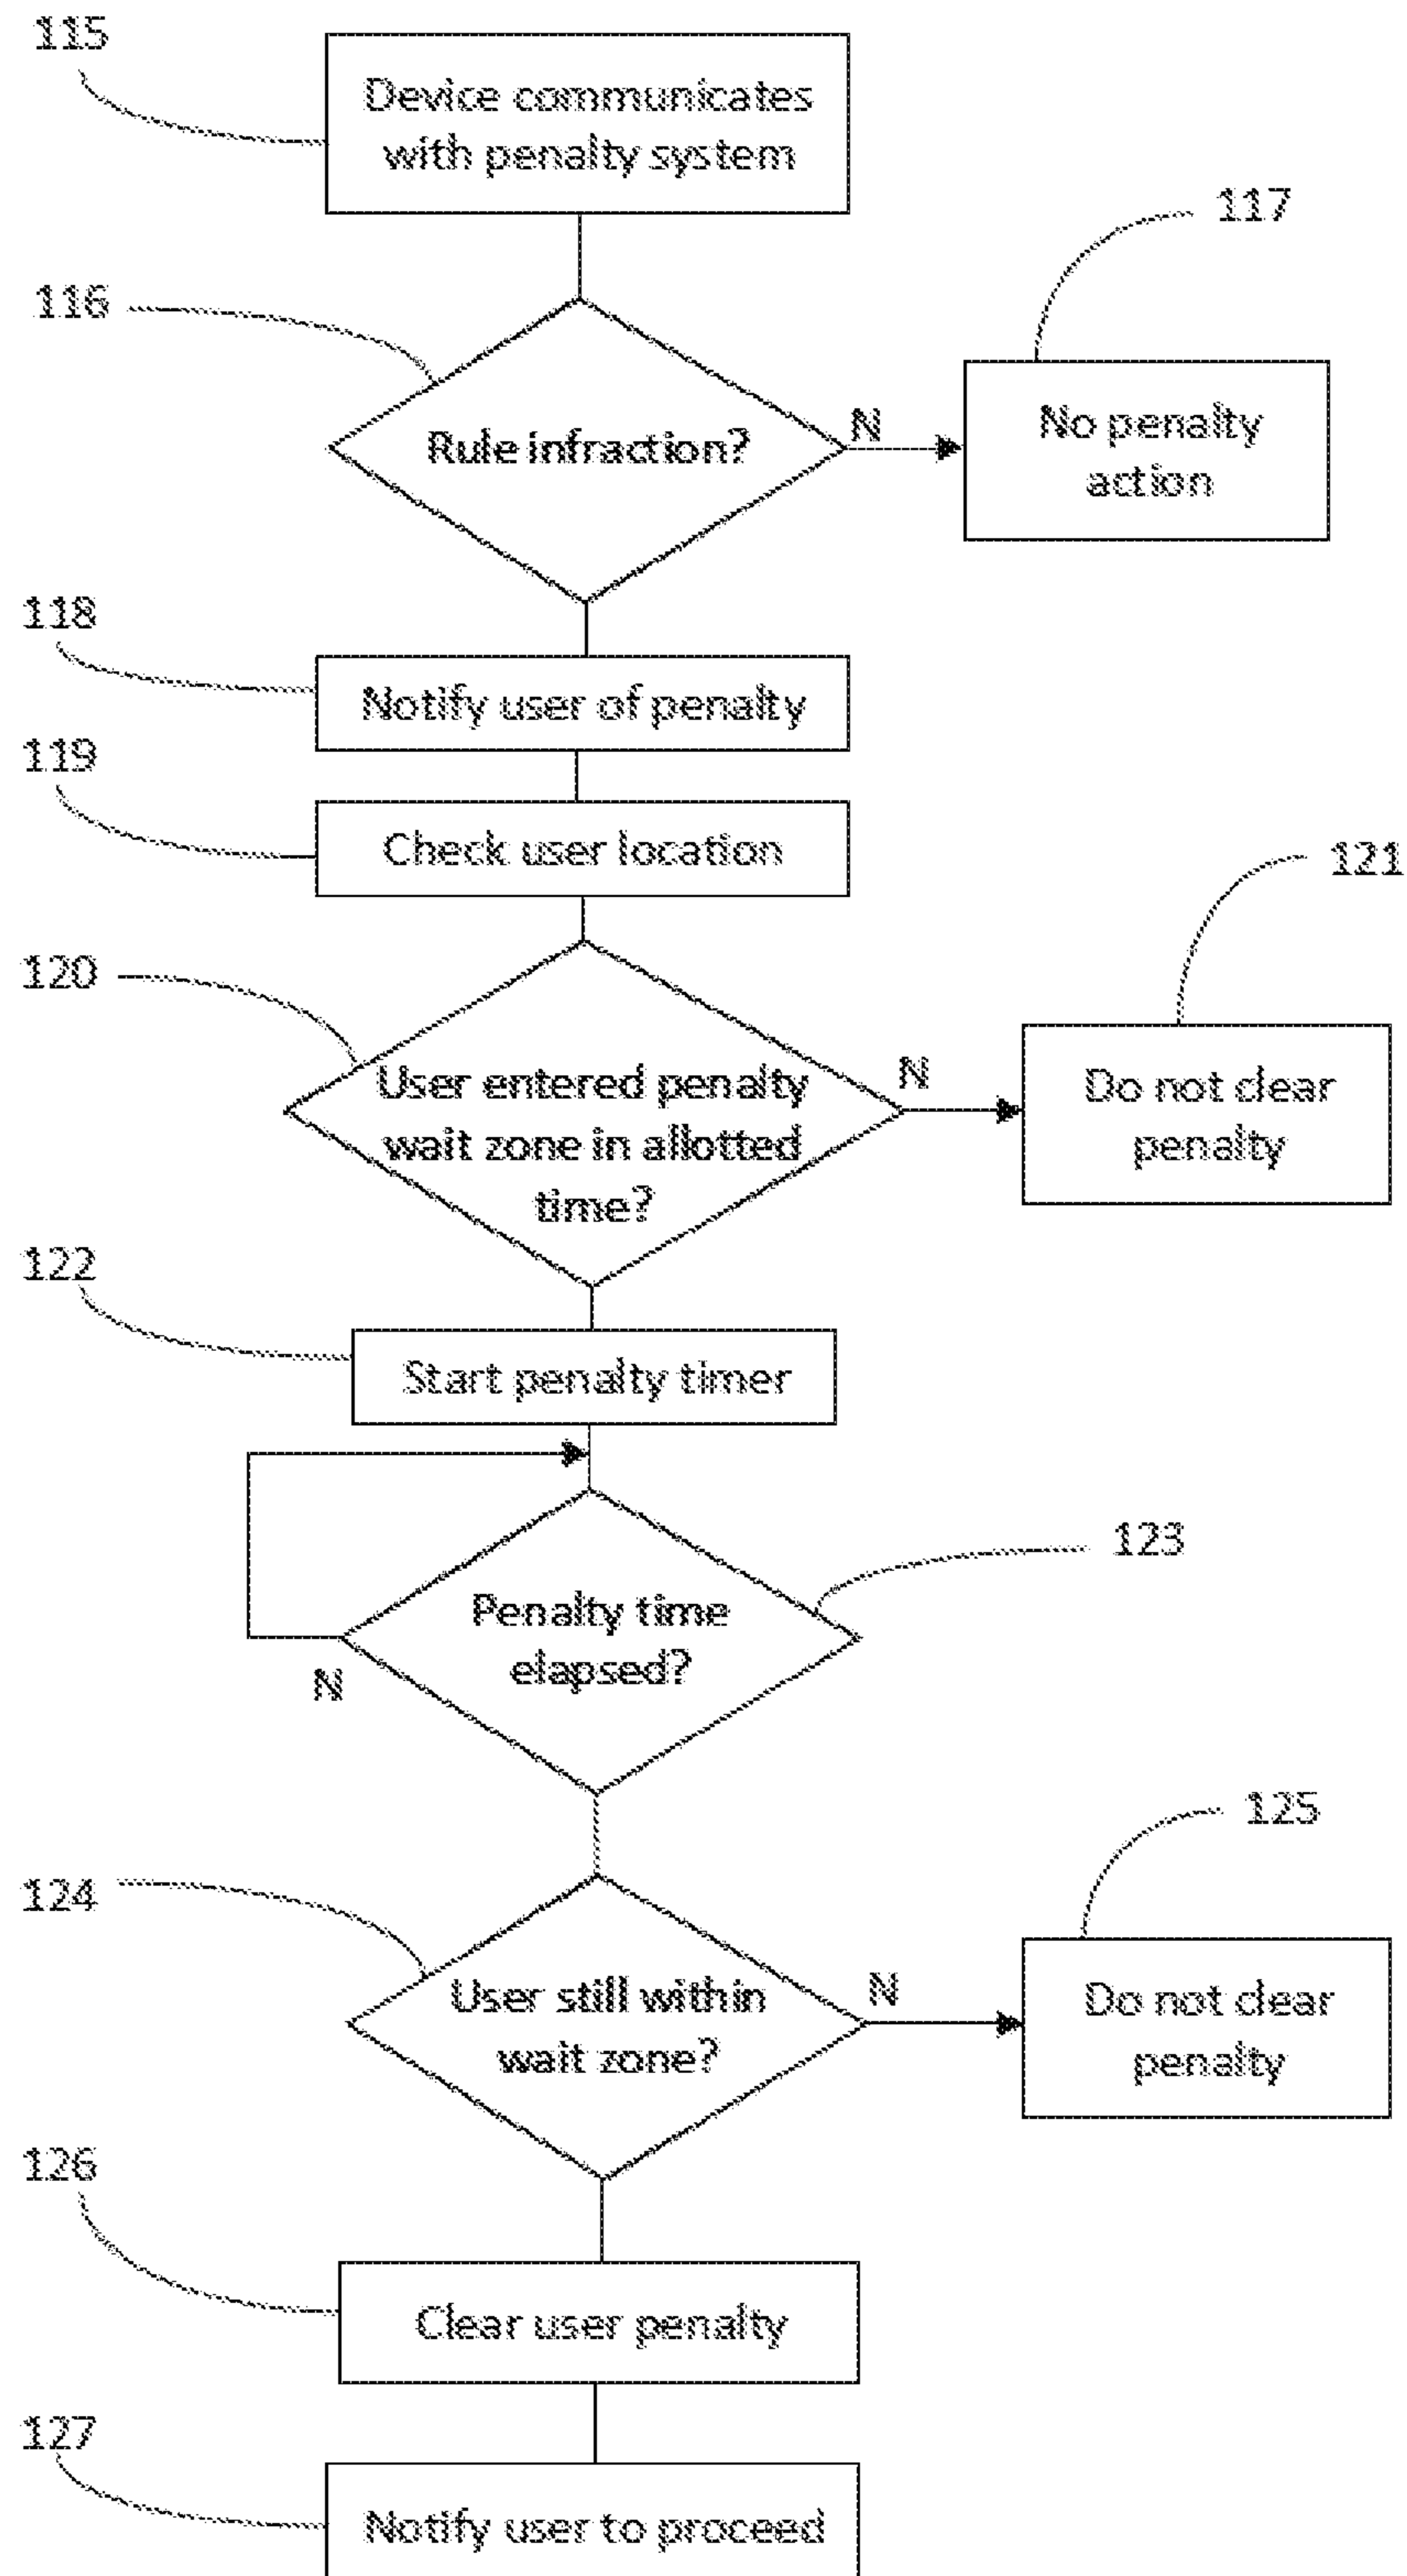 115
Device communicates
with penalty system
117
116
Rule infraction?
N
No penalty
action
118
Notify user of penalty
119
Check user location
121
120
User entered penalty
wait zone in allotted
time?
N
Do not clear
penalty
122
Start penalty timer
123
Penalty time
elapsed?
N
125
124
User still within
wait zone?
N
Do not clear
penalty
126
Clear user penalty
127
Notify user to proceed